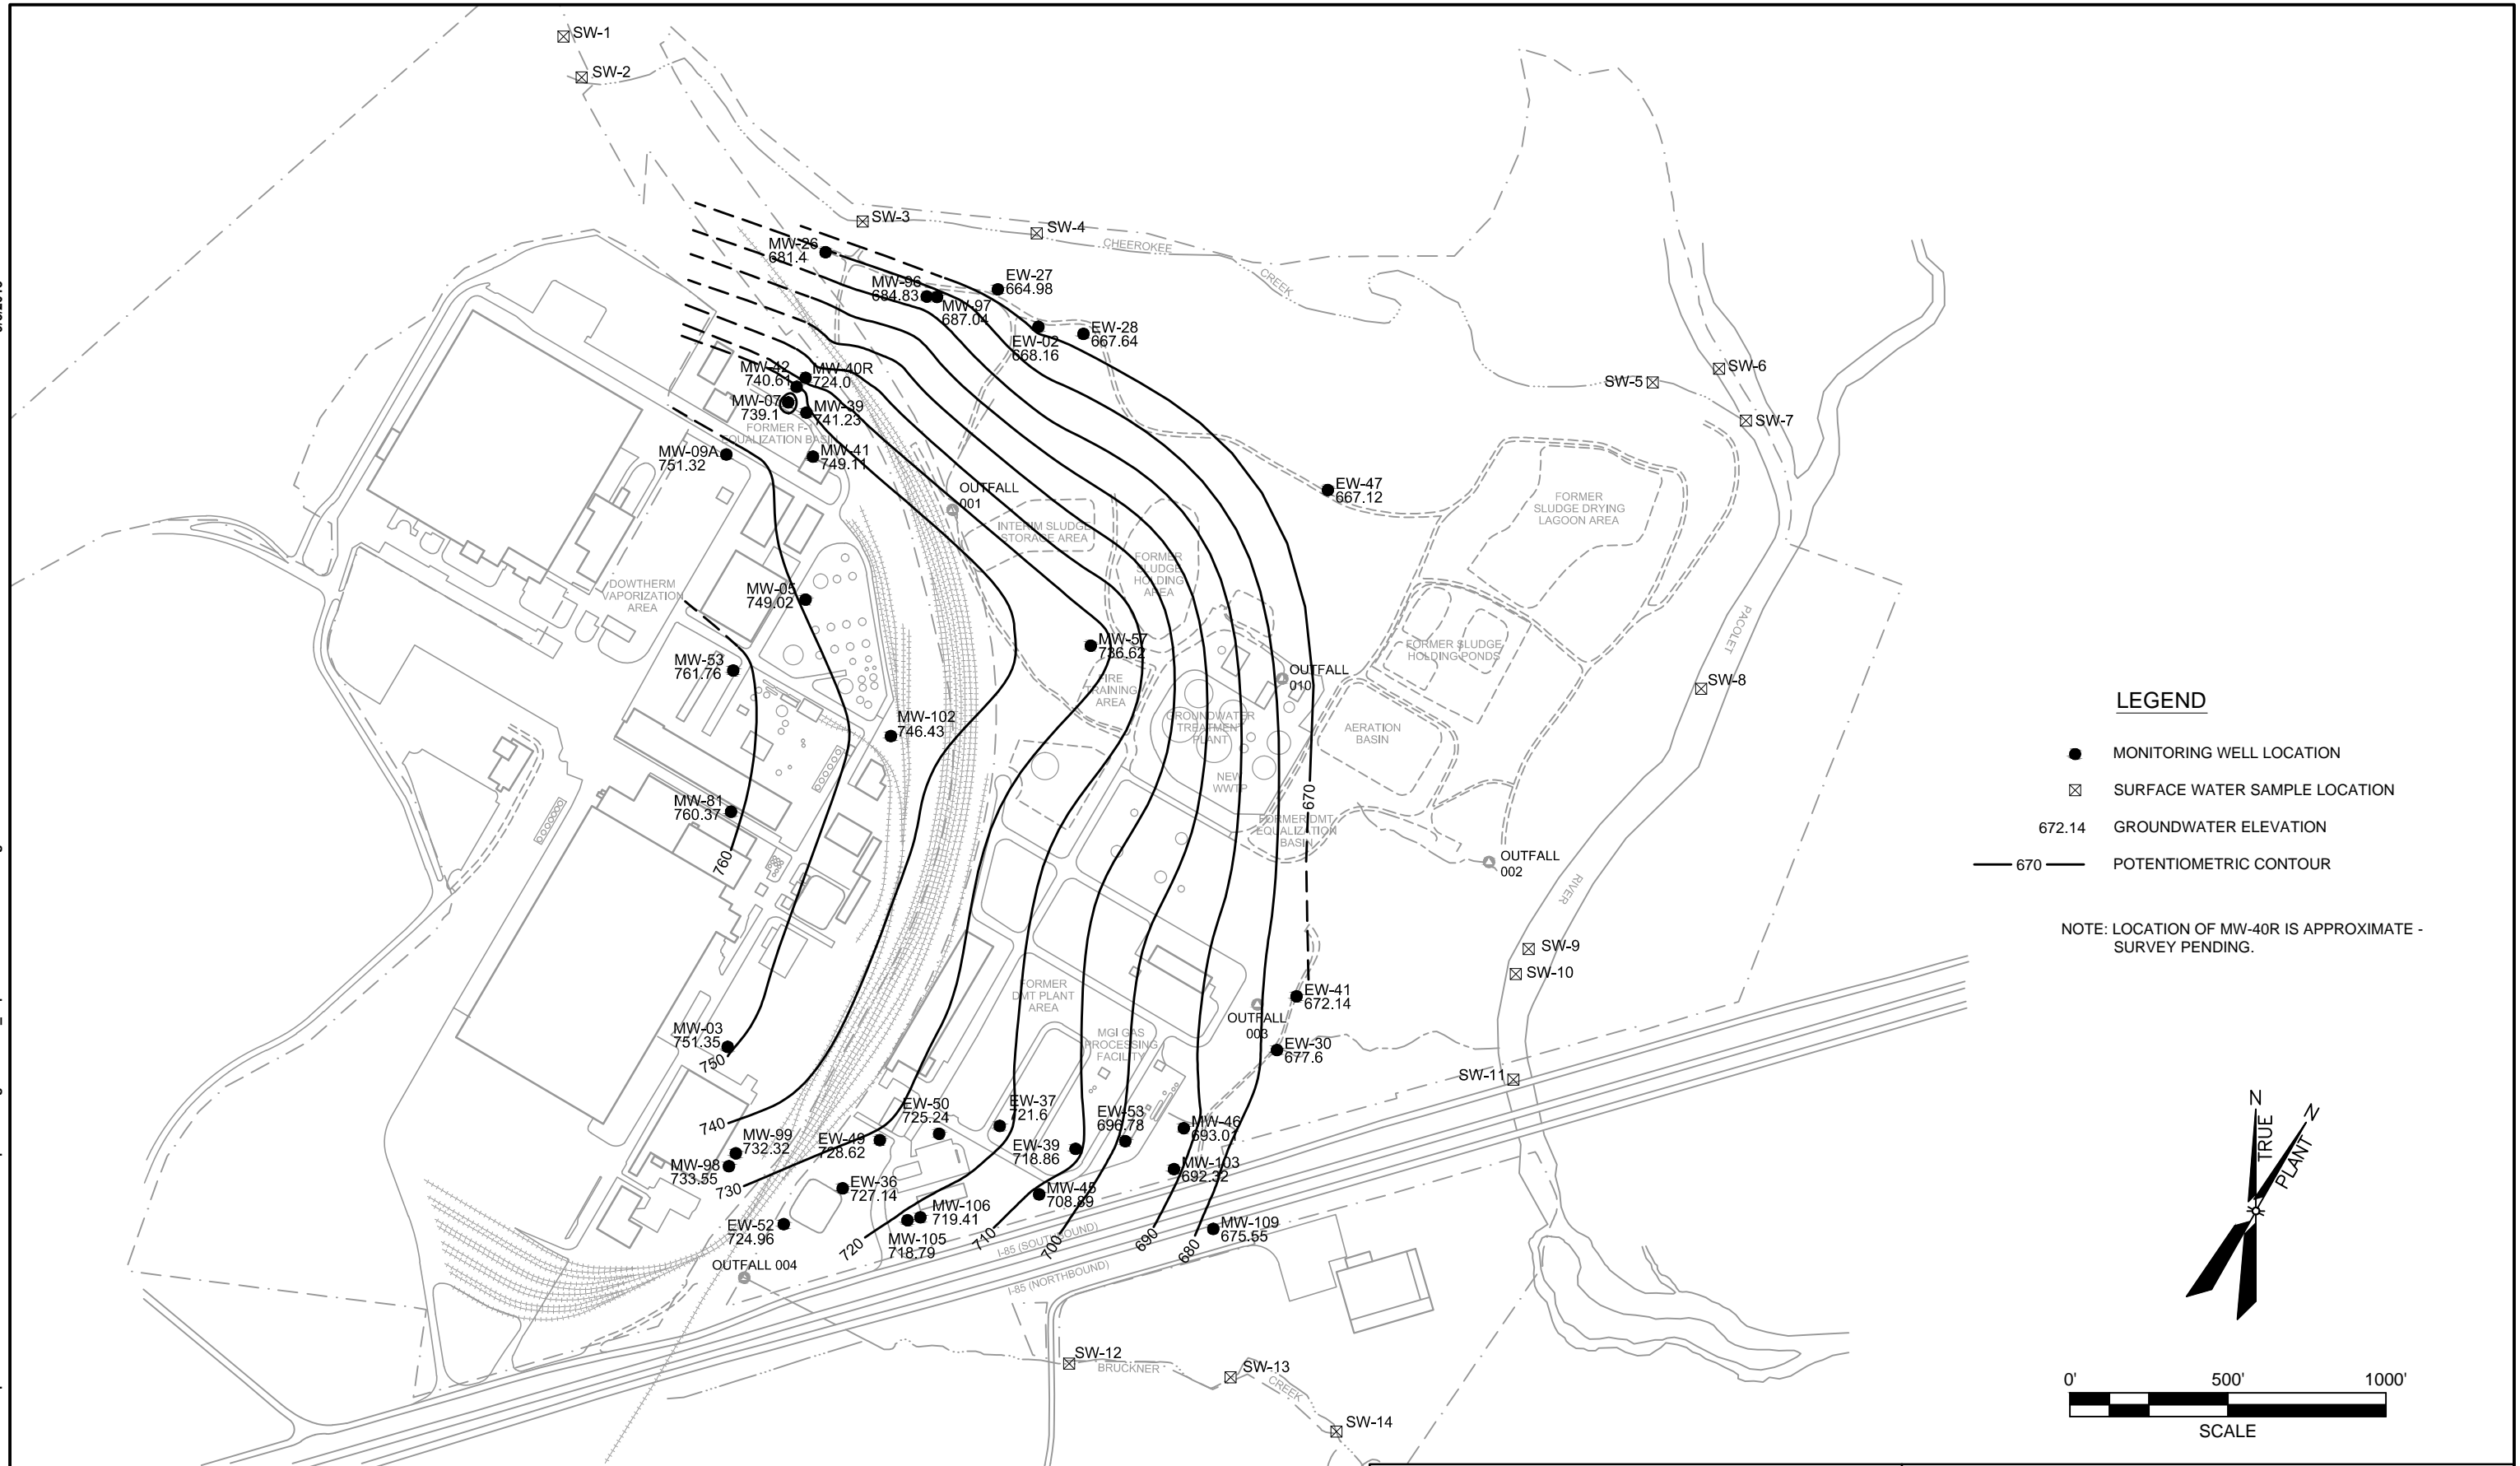 SW-1
SW-2
SW-3
SW-4
CHEEROKEE
CREEK
MW-26
681.4
EW-27
664.98
MW-96
684.83
MW-97
687.04
EW-28
667.64
EW-02
668.16
SW-5
SW-6
SW-7
MW-42
740.61
MW-40R
724.0
MW-07
739.1
MW-39
741.23
FORMER F-
EQUALIZATION BASIN
MW-41
749.11
MW-09A
751.32
OUTFALL
001
EW-47
667.12
FORMER
SLUDGE DRYING
LAGOON AREA
INTERIM SLUDGE
STORAGE AREA
FORMER
SLUDGE
HOLDING
AREA
DOWTHERM
VAPORIZATION
AREA
MW-05
749.02
MW-57
736.62
FORMER SLUDGE
HOLDING PONDS
PACOLET
MW-53
761.76
FIRE
TRAINING
AREA
OUTFALL
010
SW-8
MW-102
746.43
GROUNDWATER
TREATMENT
PLANT
AERATION
BASIN
NEW
WWTP
670
MW-81
760.37
760
FORMER DMT
EQUALIZATION
BASIN
OUTFALL
002
RIVER
SW-9
SW-10
FORMER
DMT PLANT
AREA
EW-41
672.14
OUTFALL
003
MGI GAS
PROCESSING
FACILITY
EW-30
677.6
MW-03
751.35
750
SW-11
740
EW-50
725.24
EW-37
721.6
EW-53
696.78
MW-46
693.01
MW-99
732.32
EW-49
728.62
EW-39
718.86
MW-98
733.55
730
MW-103
692.32
EW-36
727.14
MW-45
708.89
MW-106
719.41
EW-52
724.96
MW-105
718.79
MW-109
675.55
720
710
700
690
680
I-85 (SOUTHBOUND)
I-85 (NORTHBOUND)
OUTFALL 004
SW-12
BRUCKNER
SW-13
CREEK
SW-14
LEGEND
MONITORING WELL LOCATION
SURFACE WATER SAMPLE LOCATION
672.14 GROUNDWATER ELEVATION
670 POTENTIOMETRIC CONTOUR
NOTE: LOCATION OF MW-40R IS APPROXIMATE -
SURVEY PENDING.
N
TRUE
N
PLANT
0' 500' 1000'
SCALE